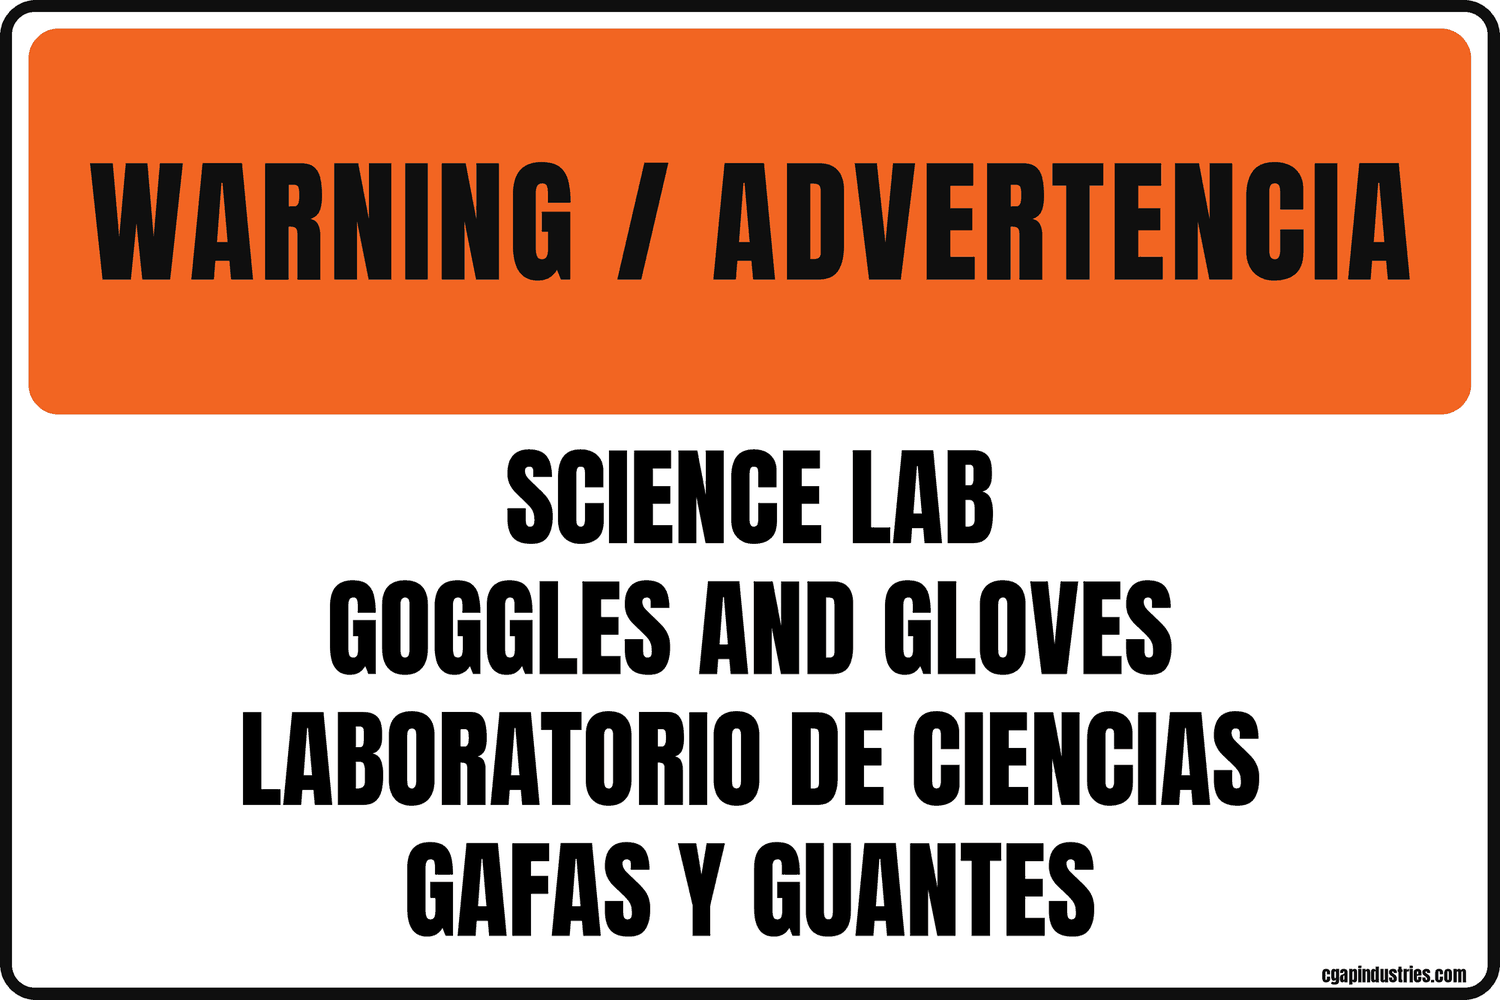 WARNING / ADVERTENCIA
SCIENCE LAB
GOGGLES AND GLOVES
LABORATORIO DE CIENCIAS
GAFAS Y GUANTES
cgapindustries.com